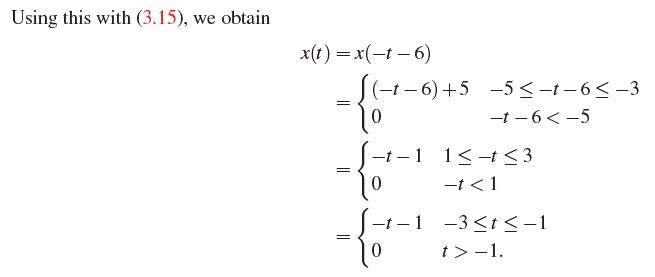 Using this with (3.15), we obtain
x(t) = x(−t − 6)
= { (−t − 6) + 5   −5 ≤ −t − 6 ≤ −3
0   −t − 6 < −5
= { −t − 1   1 ≤ −t ≤ 3
0   −t < 1
= { −t − 1   −3 ≤ t ≤ −1
0   t > −1.